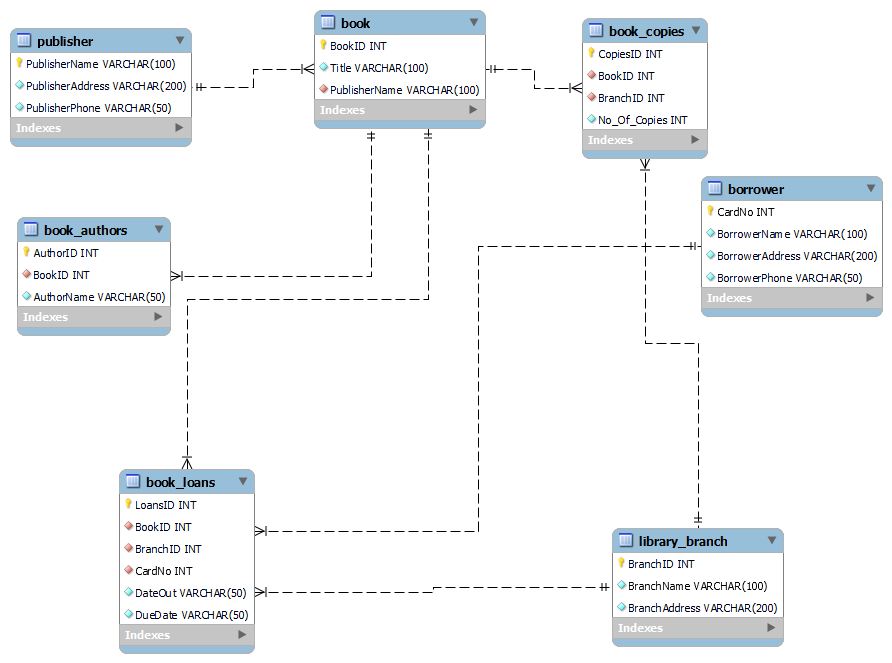 publisher
PublisherName VARCHAR(100)
PublisherAddress VARCHAR(200)
PublisherPhone VARCHAR(50)
Indexes
book
BookID INT
Title VARCHAR(100)
PublisherName VARCHAR(100)
Indexes
book_copies
CopiesID INT
BookID INT
BranchID INT
No_Of_Copies INT
Indexes
borrower
CardNo INT
BorrowerName VARCHAR(100)
BorrowerAddress VARCHAR(200)
BorrowerPhone VARCHAR(50)
Indexes
book_authors
AuthorID INT
BookID INT
AuthorName VARCHAR(50)
Indexes
book_loans
LoansID INT
BookID INT
BranchID INT
CardNo INT
DateOut VARCHAR(50)
DueDate VARCHAR(50)
Indexes
library_branch
BranchID INT
BranchName VARCHAR(100)
BranchAddress VARCHAR(200)
Indexes